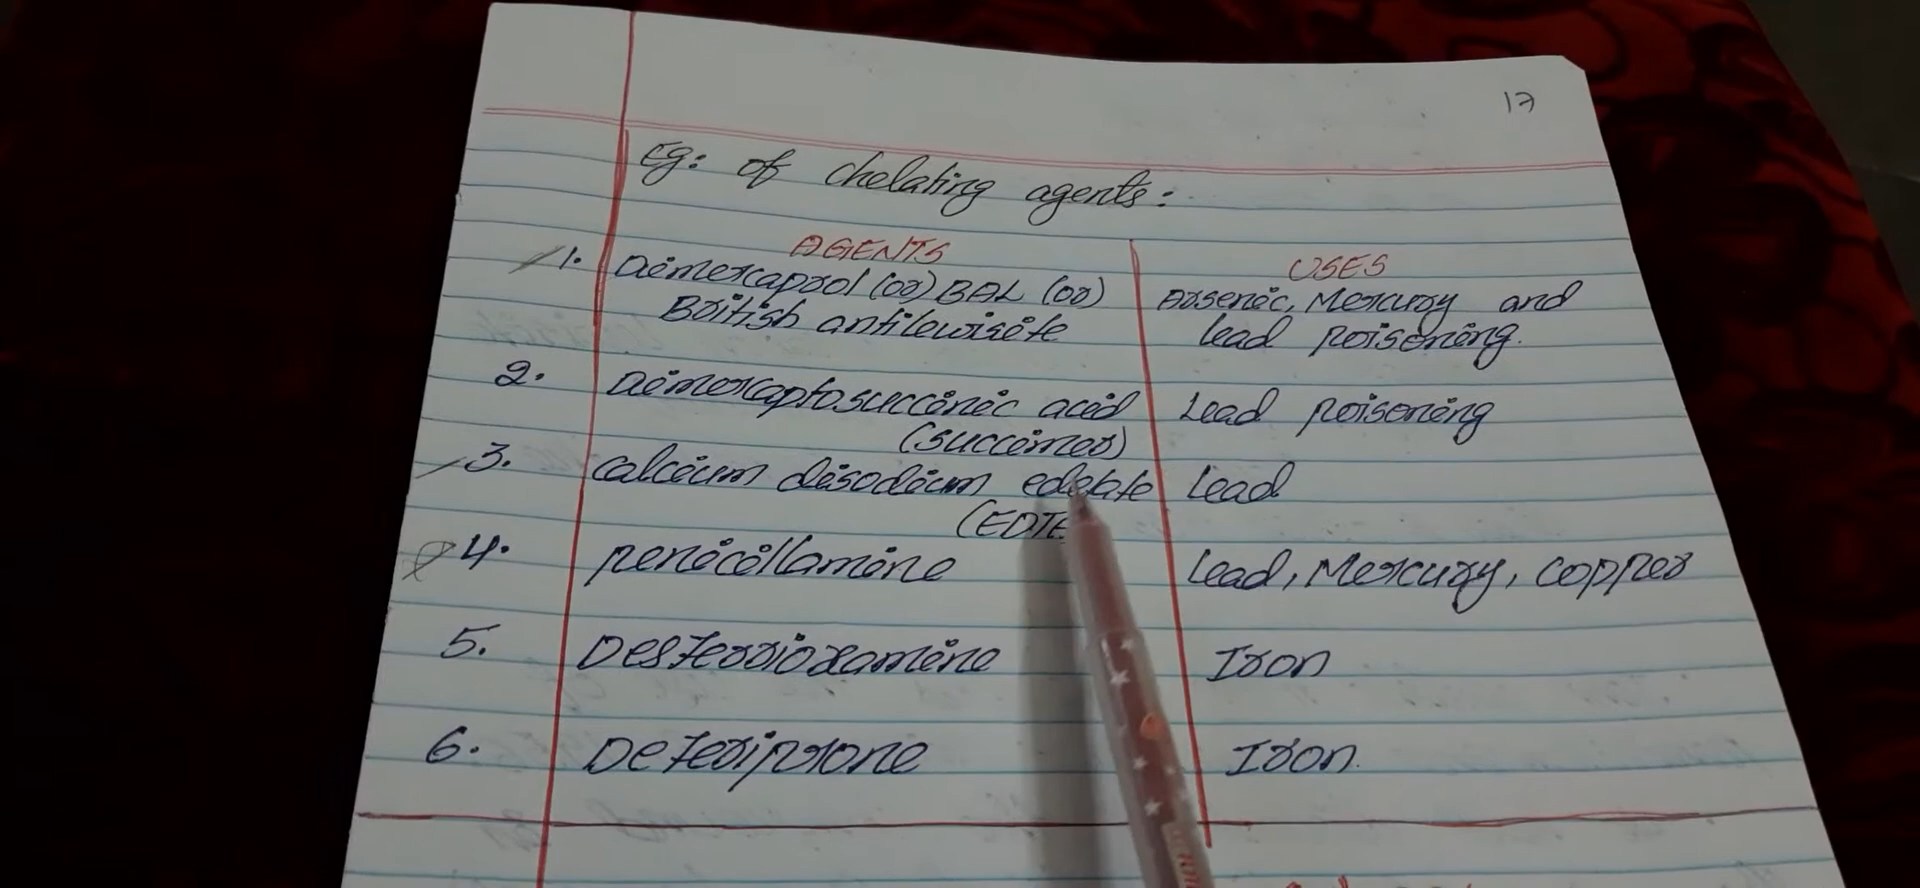 17
Eg: of chelating agents:
AGENTS USES
1. Dimercaprol (or) BAL (or) Arsenic, Mercury and
British antilewisite lead poisoning.
2. Dimercaptosuccinic acid Lead poisoning
(succimer)
3. calcium disodium edetate Lead
(EDTE
4. penicillamine Lead, Mercury, copper
5. Desferrioxamine Iron
6. Deferiprone Iron.